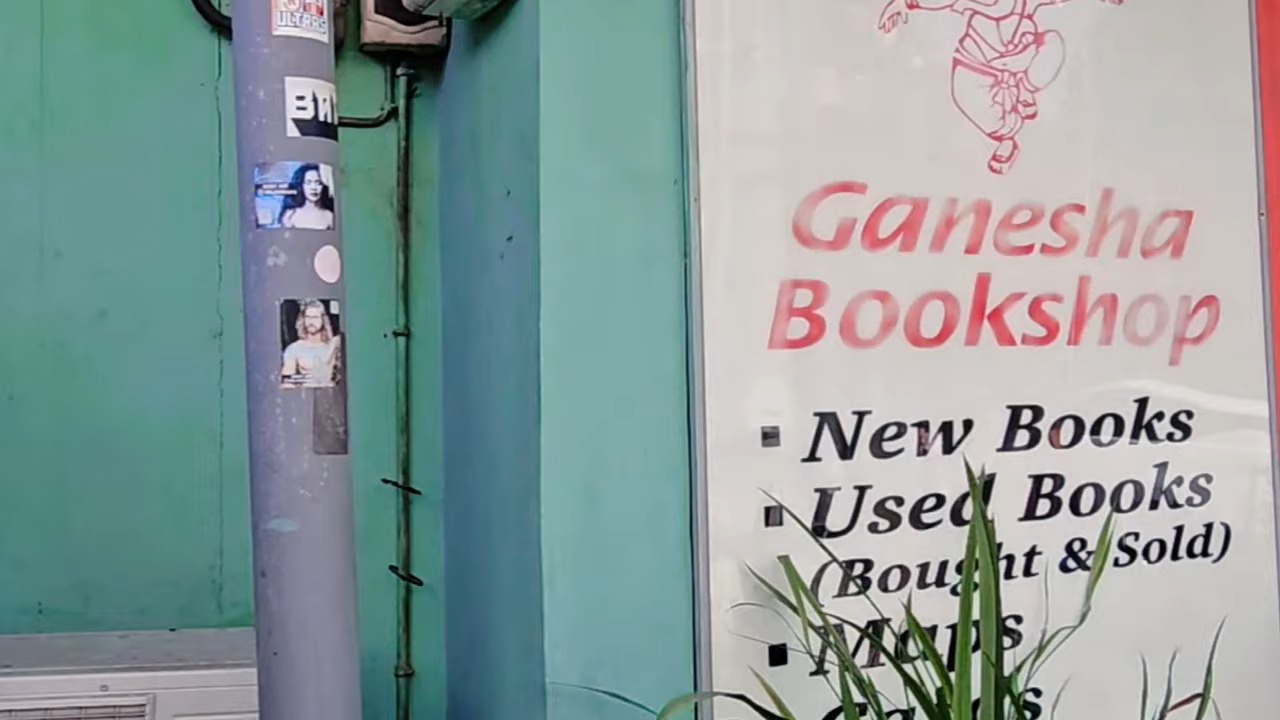 ULTRAS
Ganesha
Bookshop
New Books
Used Books
(Bought & Sold)
Maps